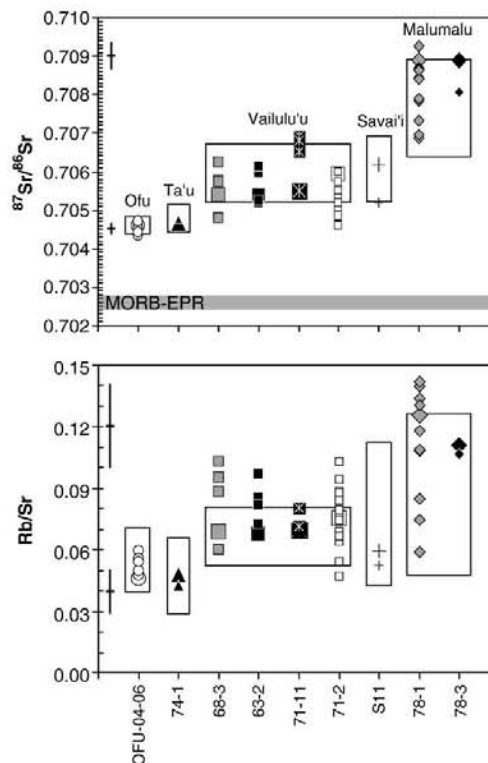 0.710
0.709
0.708
0.707
0.706
0.705
0.704
0.703
0.702
87Sr/86Sr
Malumalu
Vailulu'u
Savai'i
Ta'u
Ofu
MORB-EPR
0.15
0.12
0.09
0.06
0.03
0.00
Rb/Sr
OFU-04-06
74-1
68-3
63-2
71-11
71-2
S11
78-1
78-3